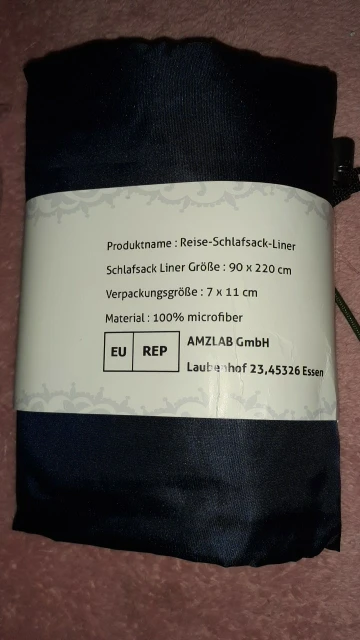 Produktname : Reise-Schlafsack-Liner
Schlafsack Liner Größe : 90 x 220 cm
Verpackungsgröße : 7 x 11 cm
Material : 100% microfiber
EU REP AMZLAB GmbH
Laubenhof 23,45326 Essen